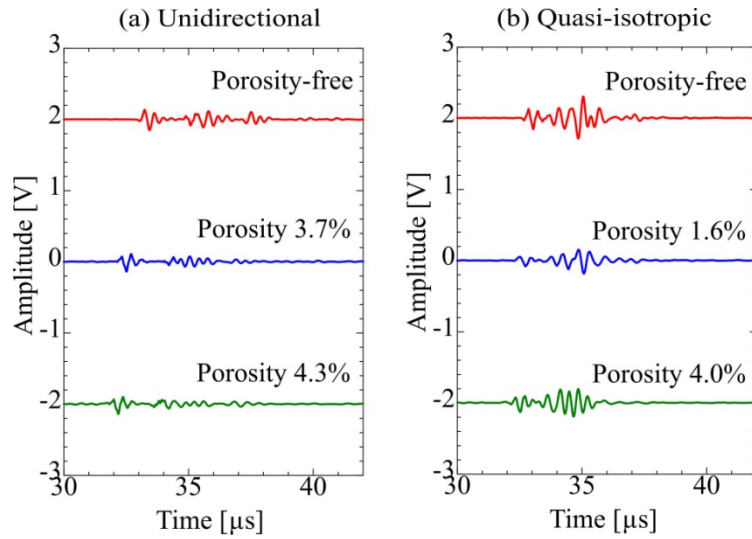 (a) Unidirectional
3
Porosity-free
2
1
Porosity 3.7%
0
-1
Porosity 4.3%
-2
-3
30 35 40
Time [µs]
Amplitude [V]
(b) Quasi-isotropic
3
Porosity-free
2
1
Porosity 1.6%
0
-1
Porosity 4.0%
-2
-3
30 35 40
Time [µs]
Amplitude [V]